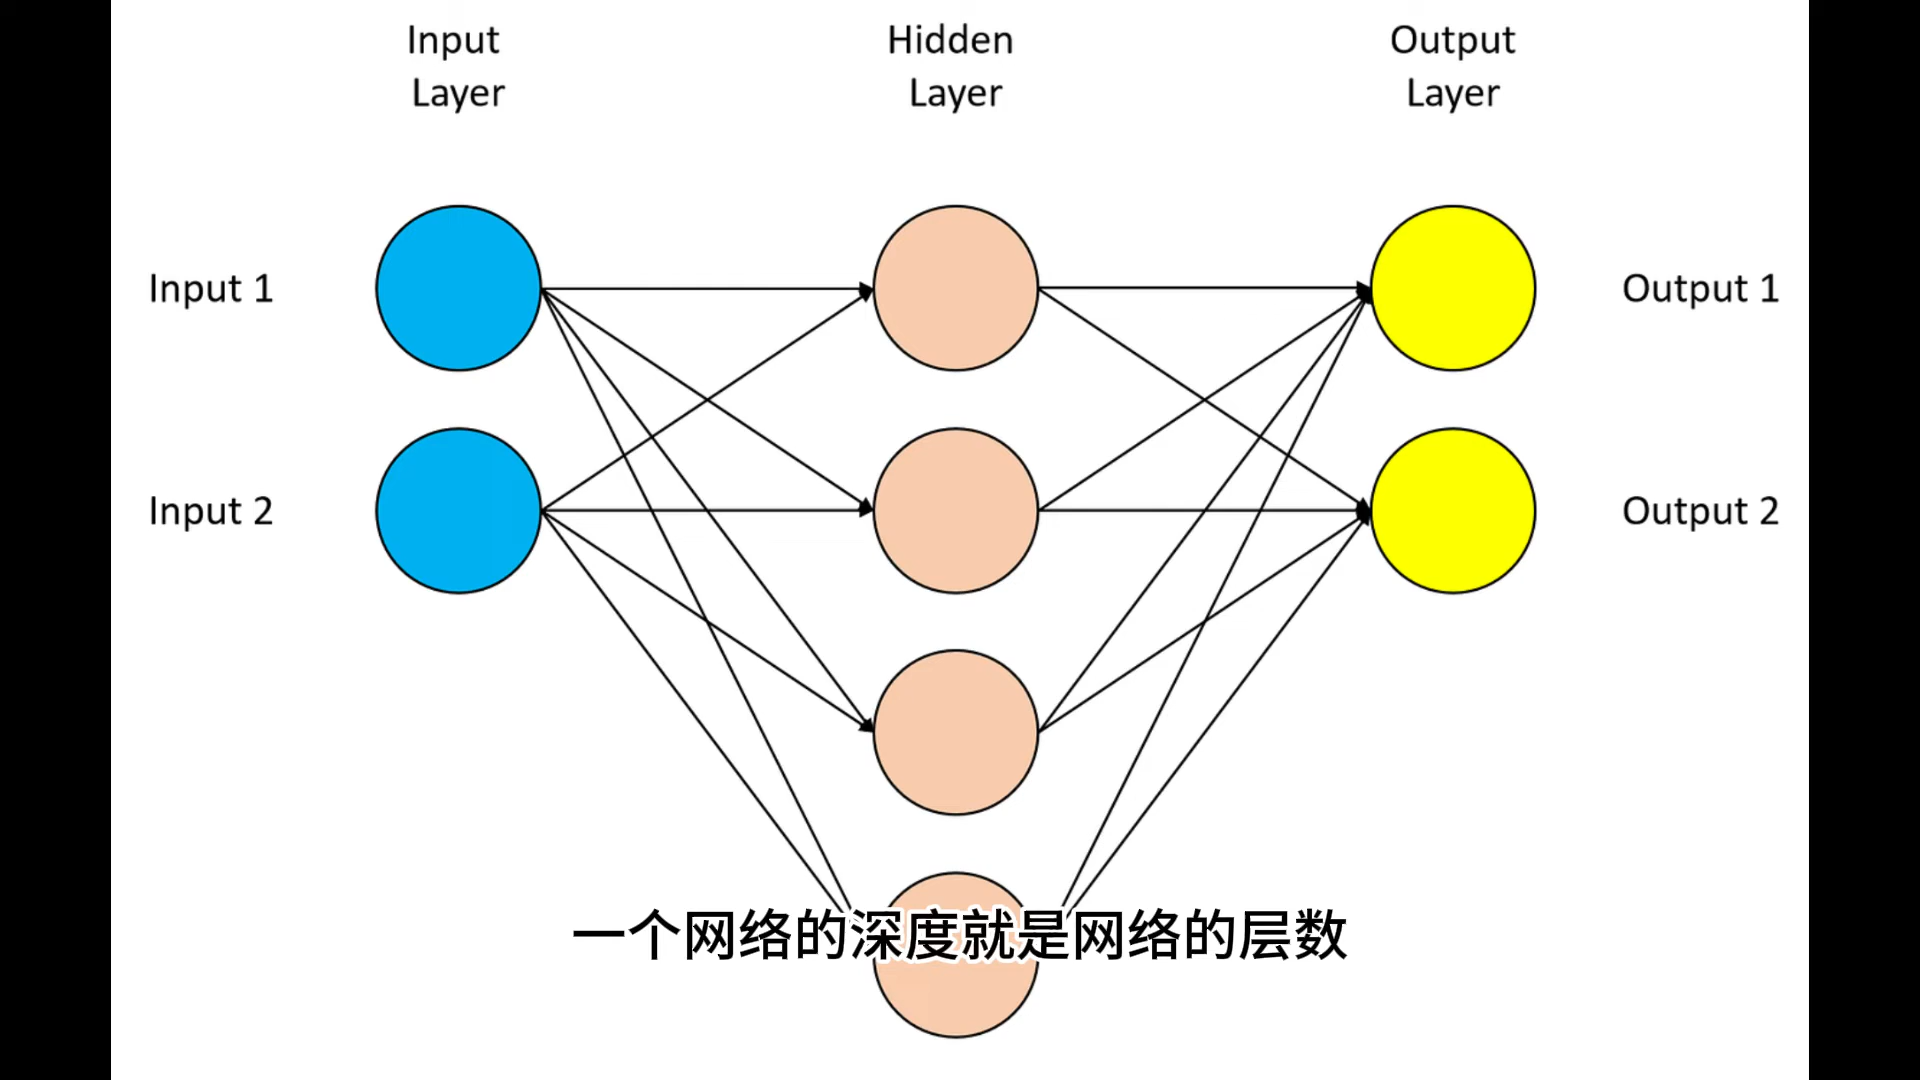 Input
Layer
Hidden
Layer
Output
Layer
Input 1
Output 1
Input 2
Output 2
一个网络的深度就是网络的层数